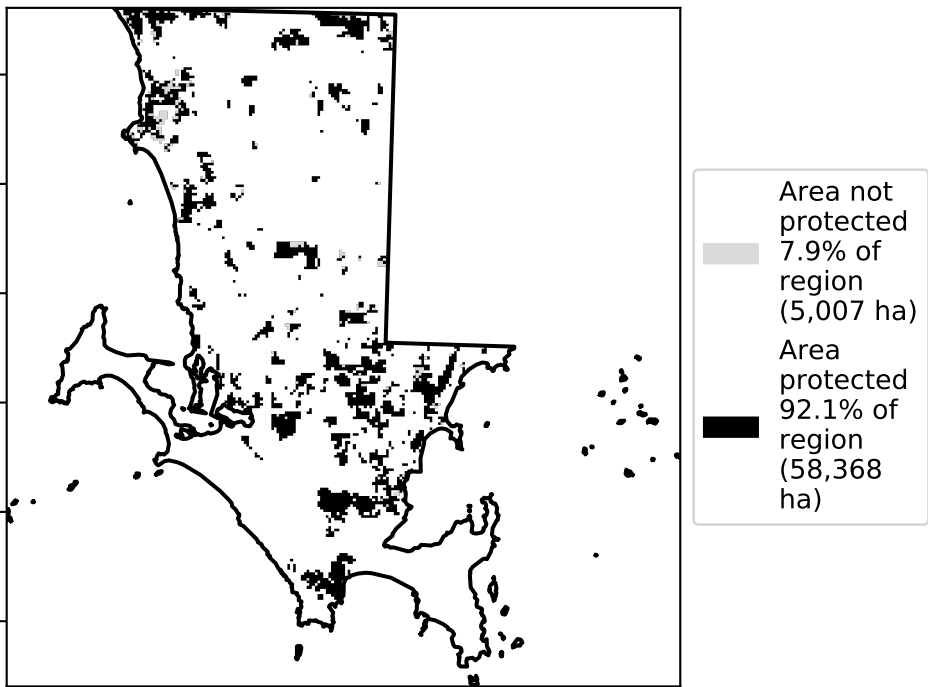 Area not
protected
7.9% of
region
(5,007 ha)
Area
protected
92.1% of
region
(58,368
ha)